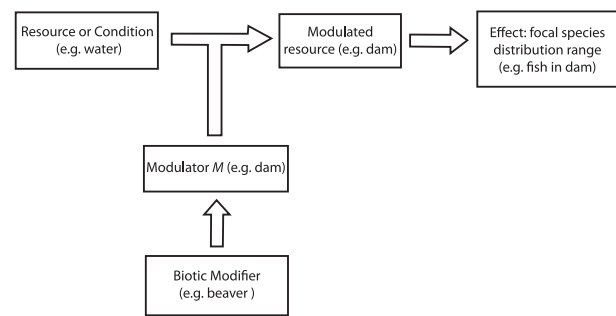 Resource or Condition
(e.g. water)
Modulated
resource (e.g. dam)
Effect: focal species
distribution range
(e.g. fish in dam)
Modulator M (e.g. dam)
Biotic Modifier
(e.g. beaver )